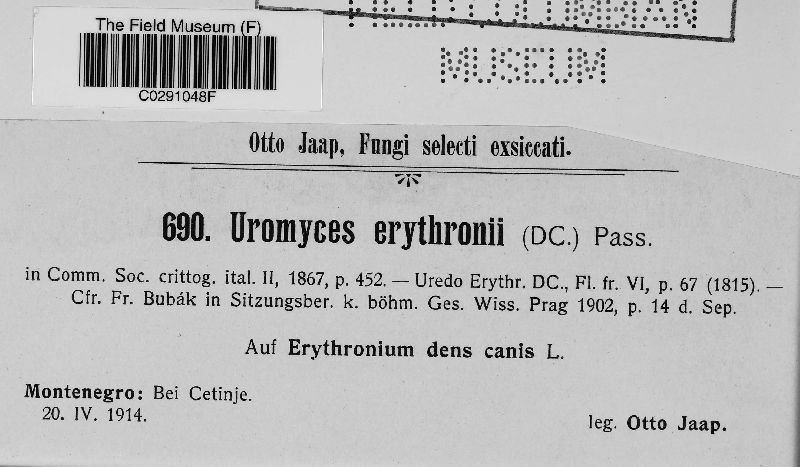 The Field Museum (F)
C0291048F
MUSEUM
Otto Jaap, Fungi selecti exsiccati.
690. Uromyces erythronii (DC.) Pass.
in Comm. Soc. crittog. ital. II, 1867, p. 452. — Uredo Erythr. DC., Fl. fr. VI, p. 67 (1815). —
Cfr. Fr. Bubák in Sitzungsber. k. böhm. Ges. Wiss. Prag 1902, p. 14 d. Sep.
Auf Erythronium dens canis L.
Montenegro: Bei Cetinje.
20. IV. 1914.
leg. Otto Jaap.